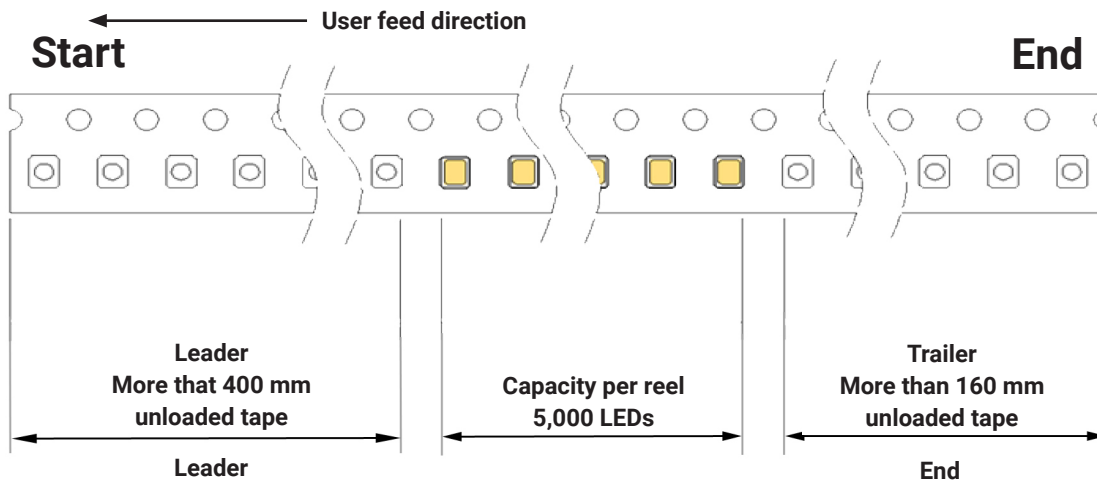 User feed direction
Start
End
Leader
More that 400 mm
unloaded tape
Capacity per reel
5,000 LEDs
Trailer
More than 160 mm
unloaded tape
Leader
End